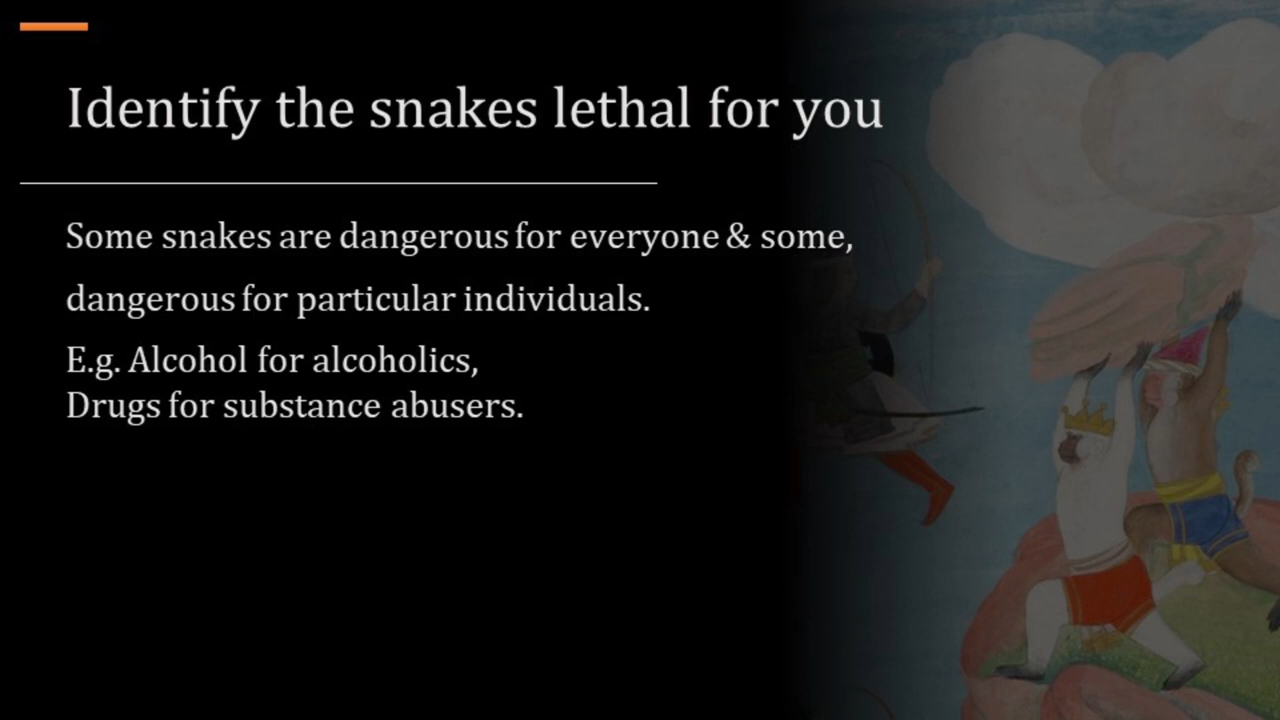 Identify the snakes lethal for you
Some snakes are dangerous for everyone & some,
dangerous for particular individuals.
E.g. Alcohol for alcoholics,
Drugs for substance abusers.